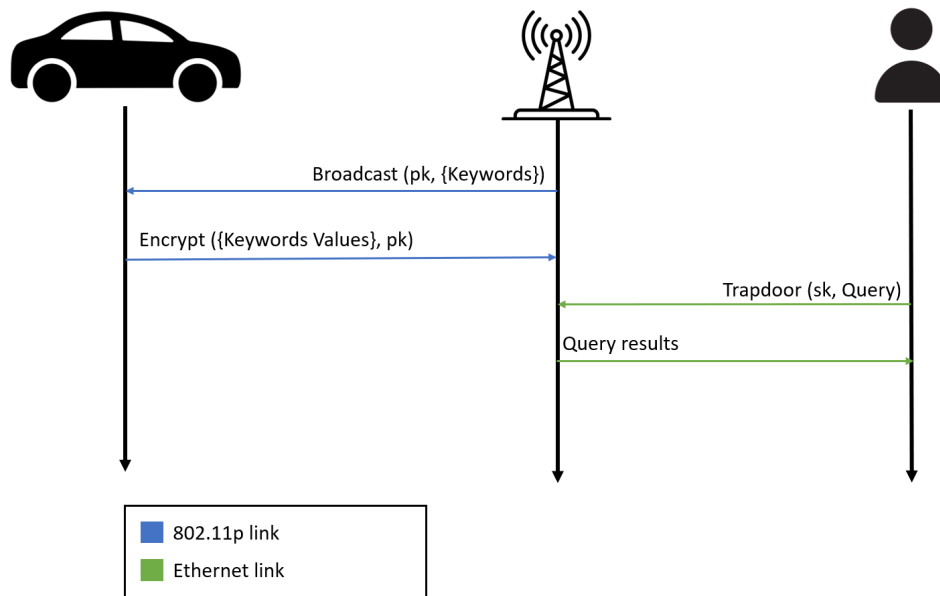 Broadcast (pk, {Keywords})
Encrypt ({Keywords Values}, pk)
Trapdoor (sk, Query)
Query results
802.11p link
Ethernet link